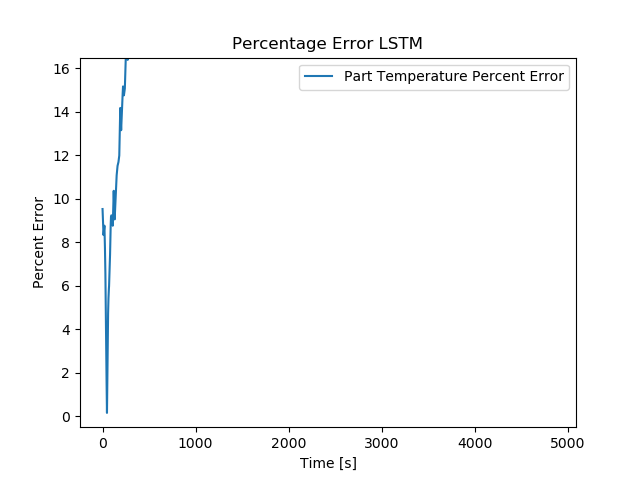 Percentage Error LSTM
Part Temperature Percent Error
16
14
12
10
8
6
4
2
0
Percent Error
0 1000 2000 3000 4000 5000
Time [s]